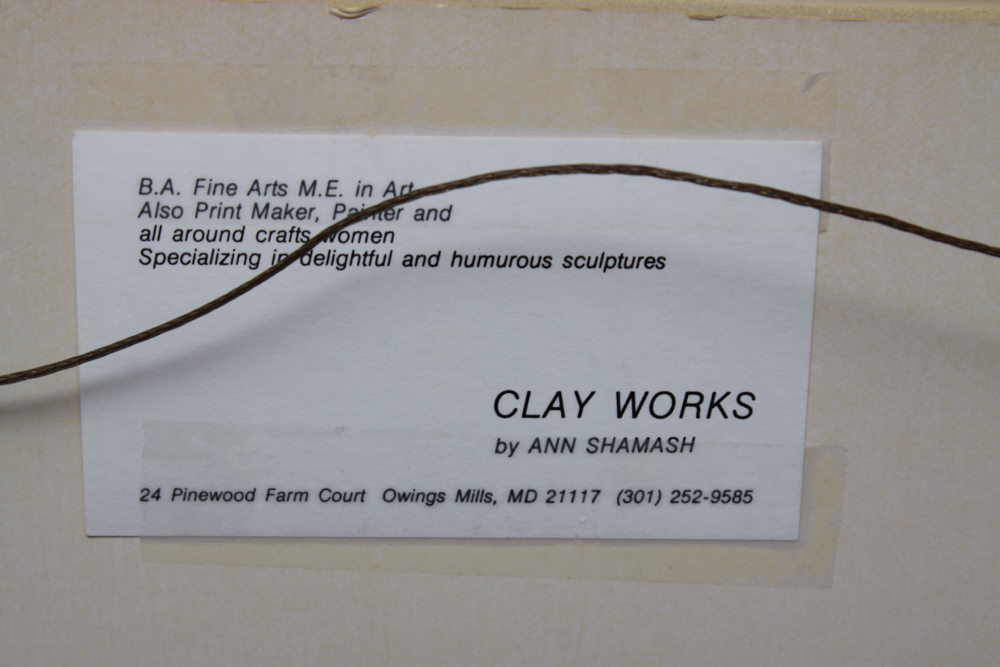 B.A. Fine Arts M.E. in Art
Also Print Maker, Painter and
all around crafts women
Specializing in delightful and humurous sculptures
CLAY WORKS
by ANN SHAMASH
24 Pinewood Farm Court Owings Mills, MD 21117 (301) 252-9585